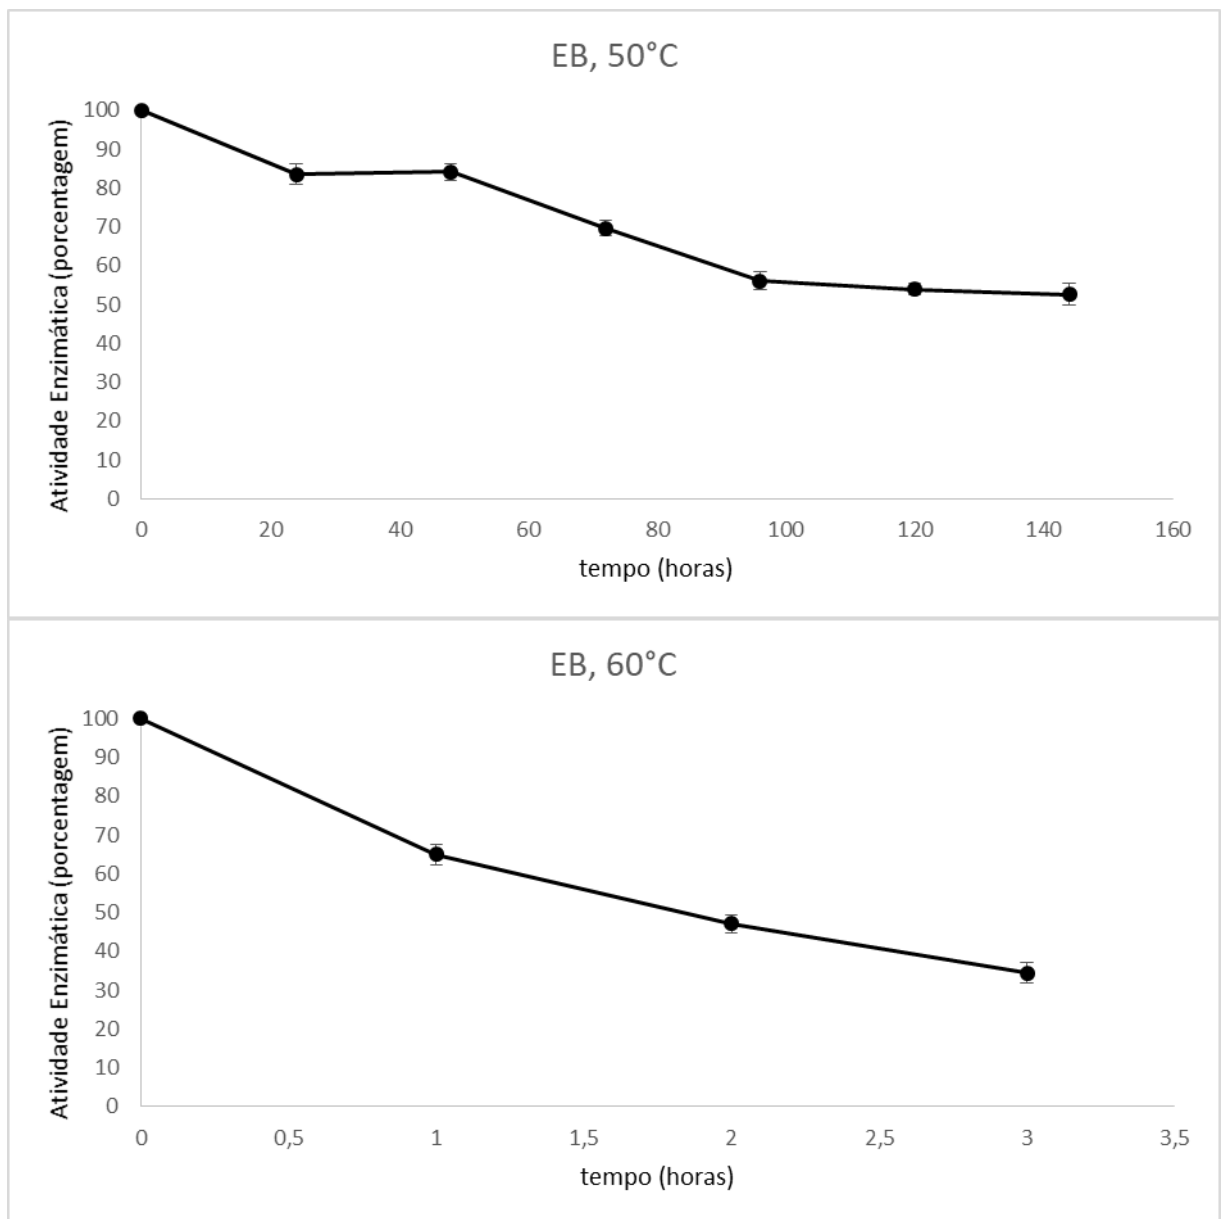 EB, 50°C
Atividade Enzimática (porcentagem)
100
90
80
70
60
50
40
30
20
10
0
0 20 40 60 80 100 120 140 160
tempo (horas)
EB, 60°C
Atividade Enzimática (porcentagem)
100
90
80
70
60
50
40
30
20
10
0
0 0,5 1 1,5 2 2,5 3 3,5
tempo (horas)